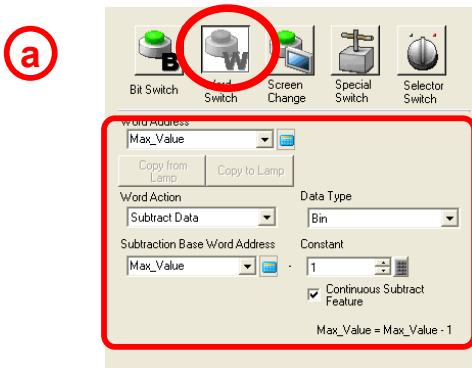 a
B W
Bit Switch Word Switch Screen Change Special Switch Selector Switch
Word Address
Max_Value
Copy from Lamp Copy to Lamp
Word Action Data Type
Subtract Data Bin
Subtraction Base Word Address Constant
Max_Value - 1
Continuous Subtract
Feature
Max_Value = Max_Value - 1